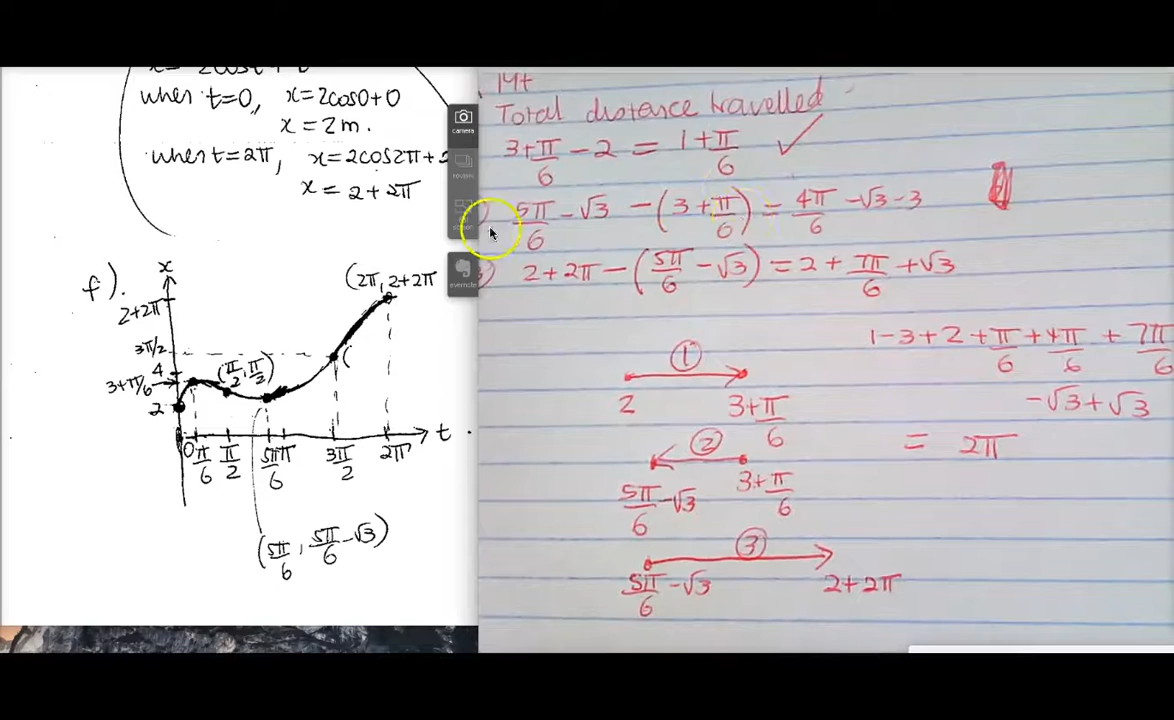 when t=0, x=2cos0+0
x=2m.
when t=2π, x=2cos2π+2
x=2+2π
f).
x
(2π, 2+2π
2+2π
3π/2
4
3+π/6
2
(π/2, π/2)
(
t
0 π/6 π/2 5π/6 π 3π/2 2π
(5π/6, 5π/6-√3)
camera
evernote
Total distance travelled
3+π/6 - 2 = 1+π/6 ✓
5π/6 - √3 - (3+π/6) = 4π/6 - √3 - 3
2+2π - (5π/6 - √3) = 2 + 7π/6 + √3
1-3+2+π/6+4π/6+7π/6
-√3+√3
= 2π
①
2 3+π/6
②
5π/6-√3 3+π/6
③
5π/6-√3 2+2π